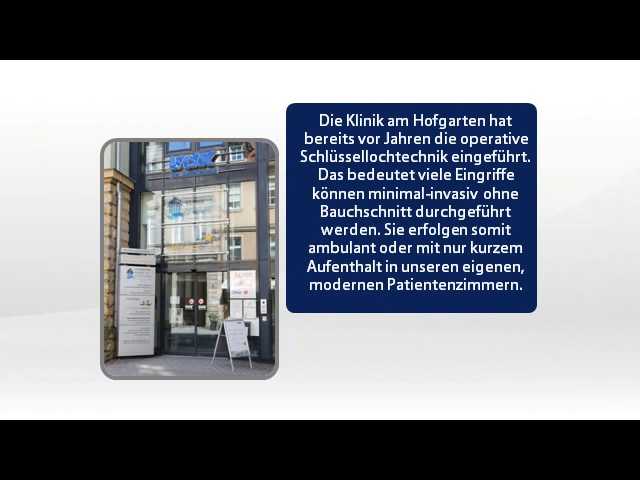 VdK
Die Klinik am Hofgarten hat
bereits vor Jahren die operative
Schlüssellochtechnik eingeführt.
Das bedeutet viele Eingriffe
können minimal-invasiv ohne
Bauchschnitt durchgeführt
werden. Sie erfolgen somit
ambulant oder mit nur kurzem
Aufenthalt in unseren eigenen,
modernen Patientenzimmern.